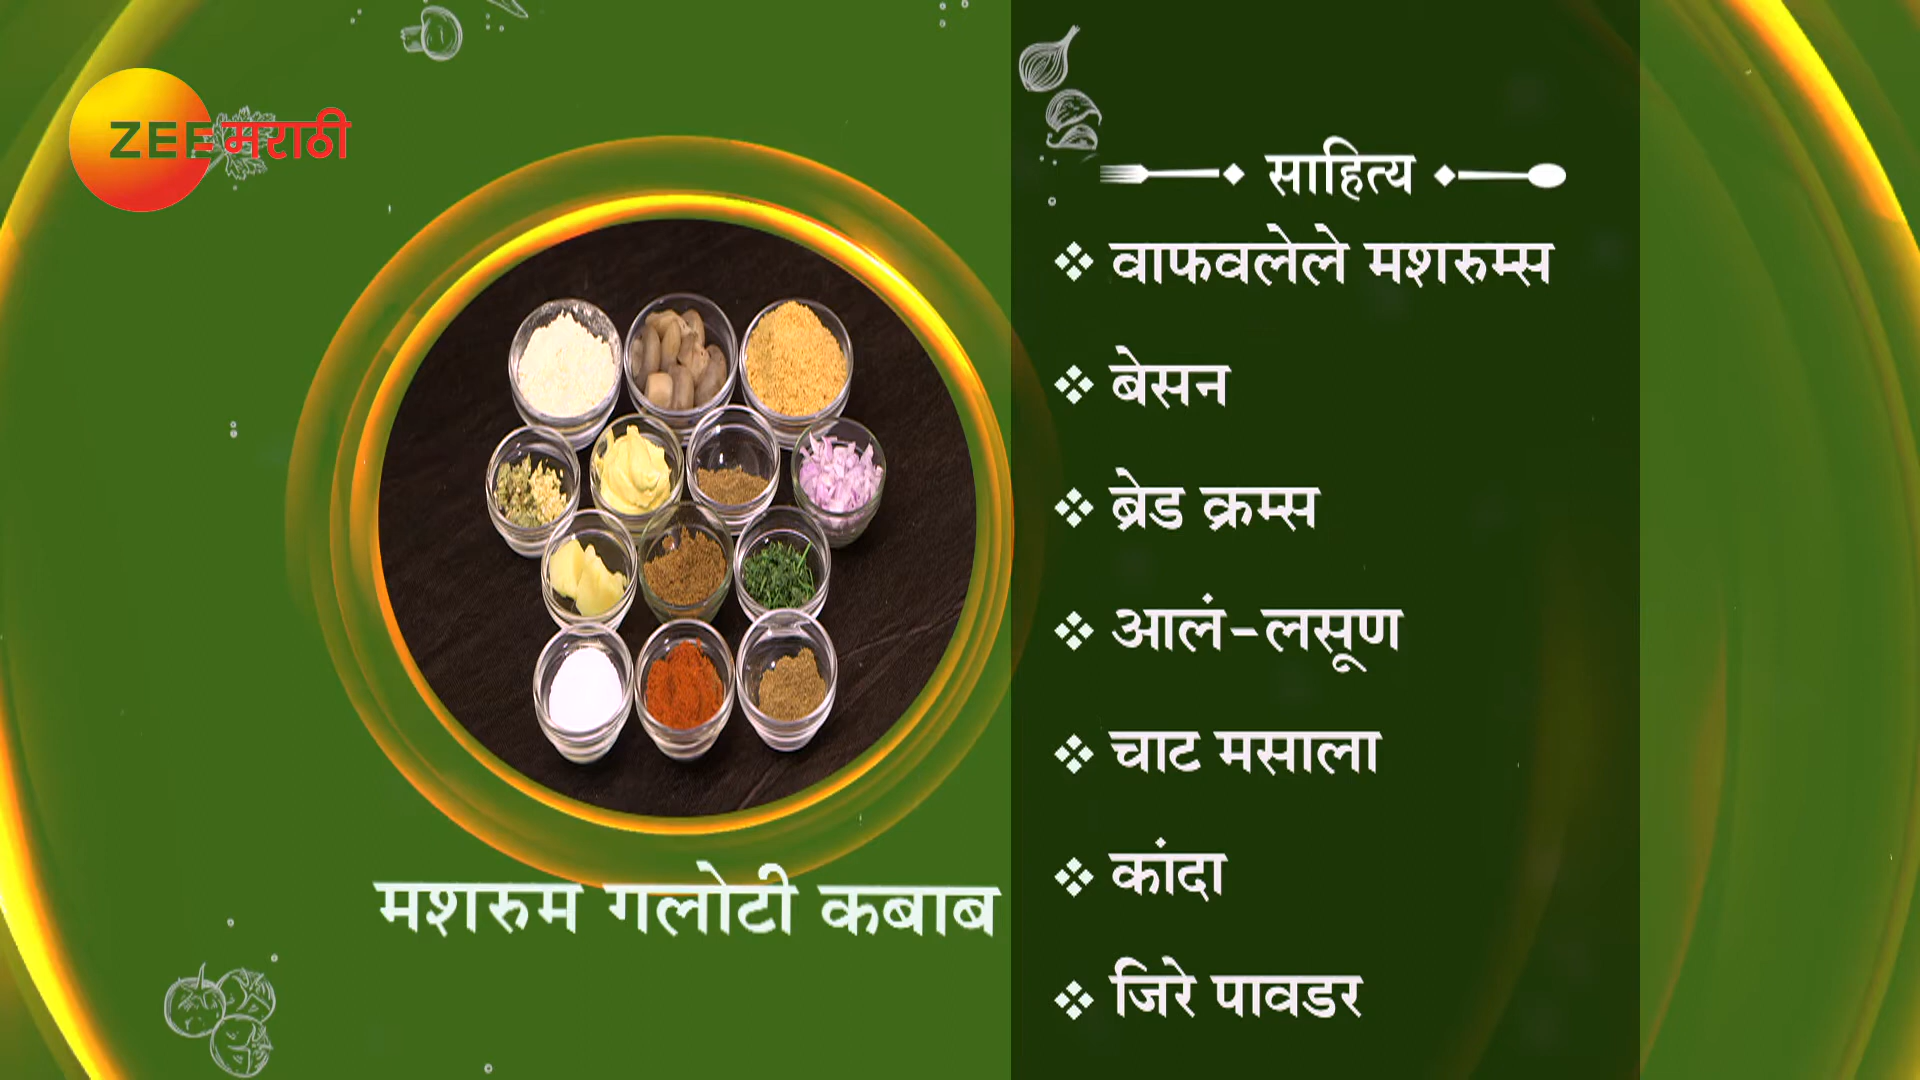 ZEE मराठी
साहित्य
वाफवलेले मशरुम्स
बेसन
ब्रेड क्रम्स
आलं-लसूण
चाट मसाला
कांदा
जिरे पावडर
मशरुम गलोटी कबाब